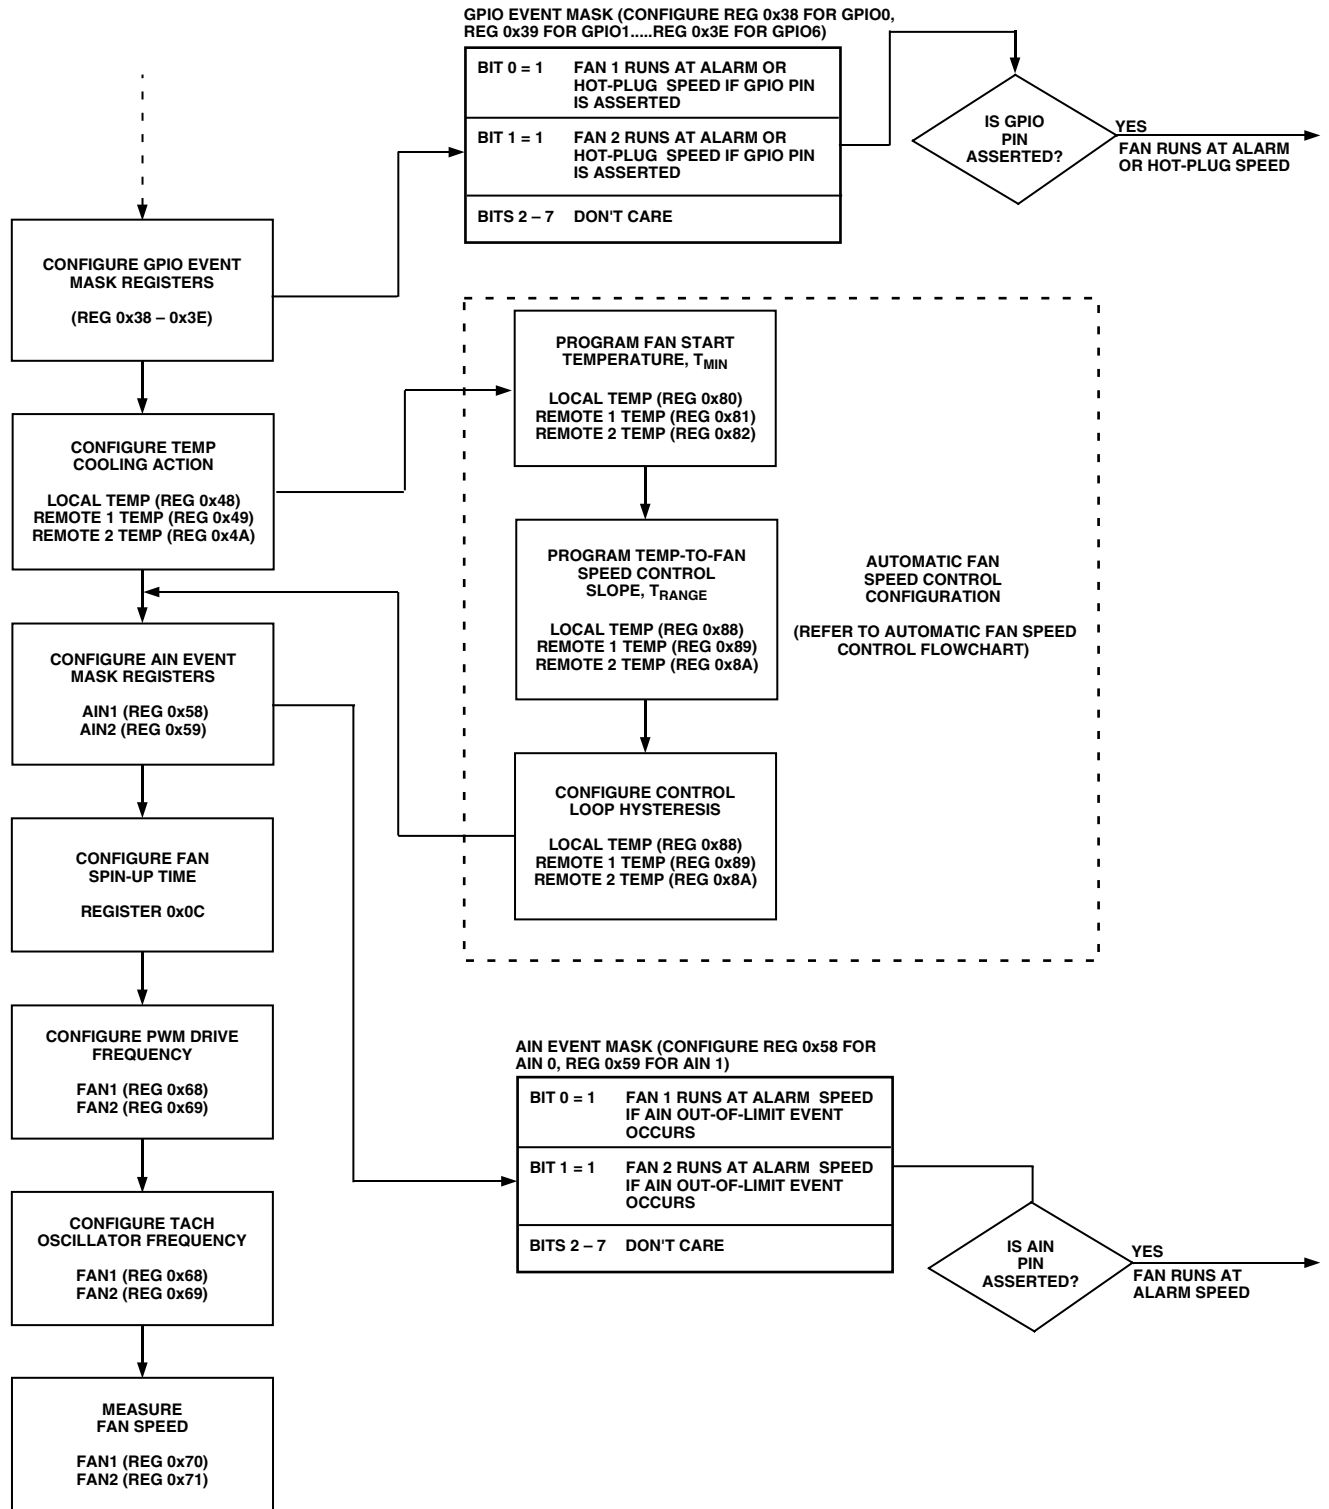 GPIO EVENT MASK (CONFIGURE REG 0x38 FOR GPIO0,
REG 0x39 FOR GPIO1.....REG 0x3E FOR GPIO6)
BIT 0 = 1 FAN 1 RUNS AT ALARM OR
HOT-PLUG SPEED IF GPIO PIN
IS ASSERTED
BIT 1 = 1 FAN 2 RUNS AT ALARM OR
HOT-PLUG SPEED IF GPIO PIN
IS ASSERTED
BITS 2 – 7 DON'T CARE
IS GPIO
PIN
ASSERTED?
YES
FAN RUNS AT ALARM
OR HOT-PLUG SPEED
CONFIGURE GPIO EVENT
MASK REGISTERS
(REG 0x38 – 0x3E)
CONFIGURE TEMP
COOLING ACTION
LOCAL TEMP (REG 0x48)
REMOTE 1 TEMP (REG 0x49)
REMOTE 2 TEMP (REG 0x4A)
PROGRAM FAN START
TEMPERATURE, TMIN
LOCAL TEMP (REG 0x80)
REMOTE 1 TEMP (REG 0x81)
REMOTE 2 TEMP (REG 0x82)
PROGRAM TEMP-TO-FAN
SPEED CONTROL
SLOPE, TRANGE
LOCAL TEMP (REG 0x88)
REMOTE 1 TEMP (REG 0x89)
REMOTE 2 TEMP (REG 0x8A)
AUTOMATIC FAN
SPEED CONTROL
CONFIGURATION
(REFER TO AUTOMATIC FAN SPEED
CONTROL FLOWCHART)
CONFIGURE CONTROL
LOOP HYSTERESIS
LOCAL TEMP (REG 0x88)
REMOTE 1 TEMP (REG 0x89)
REMOTE 2 TEMP (REG 0x8A)
CONFIGURE AIN EVENT
MASK REGISTERS
AIN1 (REG 0x58)
AIN2 (REG 0x59)
CONFIGURE FAN
SPIN-UP TIME
REGISTER 0x0C
CONFIGURE PWM DRIVE
FREQUENCY
FAN1 (REG 0x68)
FAN2 (REG 0x69)
AIN EVENT MASK (CONFIGURE REG 0x58 FOR
AIN 0, REG 0x59 FOR AIN 1)
BIT 0 = 1 FAN 1 RUNS AT ALARM SPEED
IF AIN OUT-OF-LIMIT EVENT
OCCURS
BIT 1 = 1 FAN 2 RUNS AT ALARM SPEED
IF AIN OUT-OF-LIMIT EVENT
OCCURS
BITS 2 – 7 DON'T CARE
IS AIN
PIN
ASSERTED?
YES
FAN RUNS AT
ALARM SPEED
CONFIGURE TACH
OSCILLATOR FREQUENCY
FAN1 (REG 0x68)
FAN2 (REG 0x69)
MEASURE
FAN SPEED
FAN1 (REG 0x70)
FAN2 (REG 0x71)